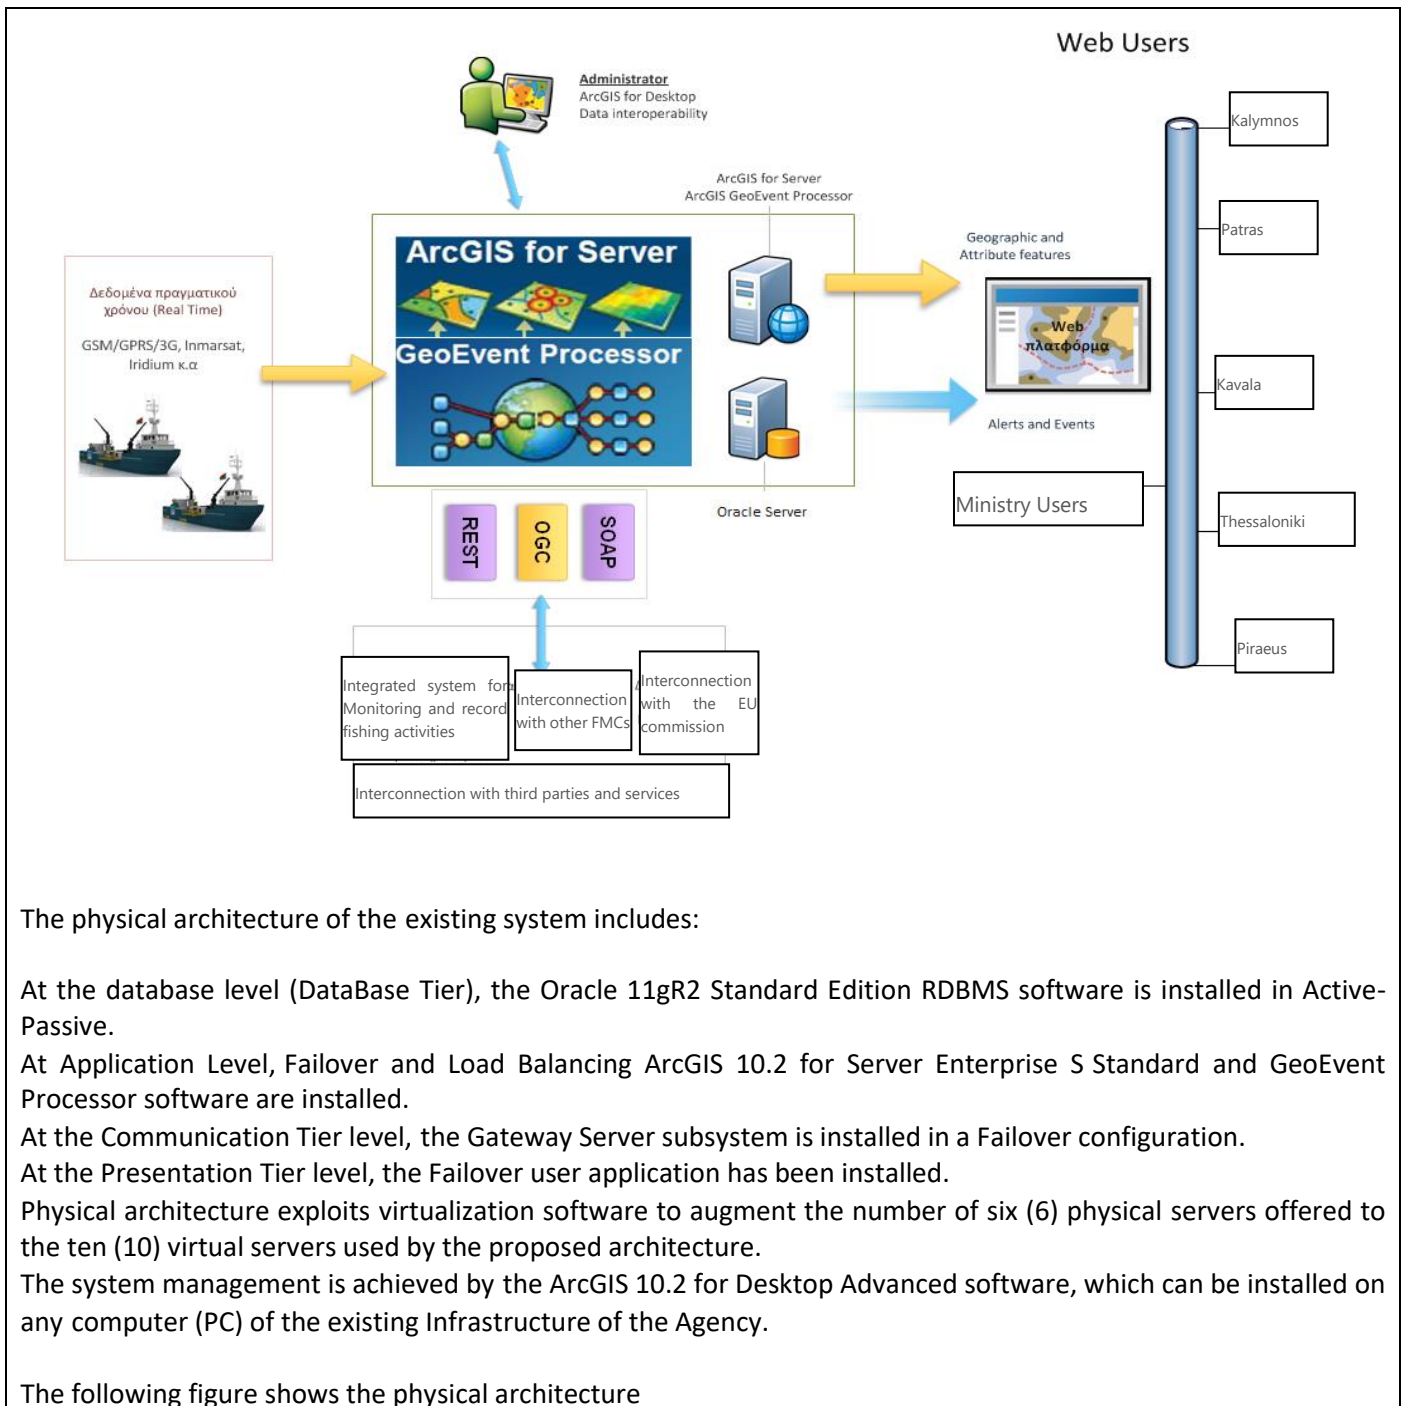 Web Users
Administrator
ArcGIS for Desktop
Data interoperability
Kalymnos
ArcGIS for Server
ArcGIS GeoEvent Processor
Patras
Geographic and
Attribute features
ArcGIS for Server
GeoEvent Processor
Δεδομένα πραγματικού
χρόνου (Real Time)
GSM/GPRS/3G, Inmarsat,
Iridium κ.α
Web
πλατφόρμα
Kavala
Alerts and Events
Ministry Users
Oracle Server
Thessaloniki
REST
OGC
SOAP
Piraeus
Integrated system for
Monitoring and record
fishing activities
Interconnection
with other FMCs
Interconnection
with the EU
commission
Interconnection with third parties and services
The physical architecture of the existing system includes:
At the database level (DataBase Tier), the Oracle 11gR2 Standard Edition RDBMS software is installed in Active-
Passive.
At Application Level, Failover and Load Balancing ArcGIS 10.2 for Server Enterprise S Standard and GeoEvent
Processor software are installed.
At the Communication Tier level, the Gateway Server subsystem is installed in a Failover configuration.
At the Presentation Tier level, the Failover user application has been installed.
Physical architecture exploits virtualization software to augment the number of six (6) physical servers offered to
the ten (10) virtual servers used by the proposed architecture.
The system management is achieved by the ArcGIS 10.2 for Desktop Advanced software, which can be installed on
any computer (PC) of the existing Infrastructure of the Agency.
The following figure shows the physical architecture